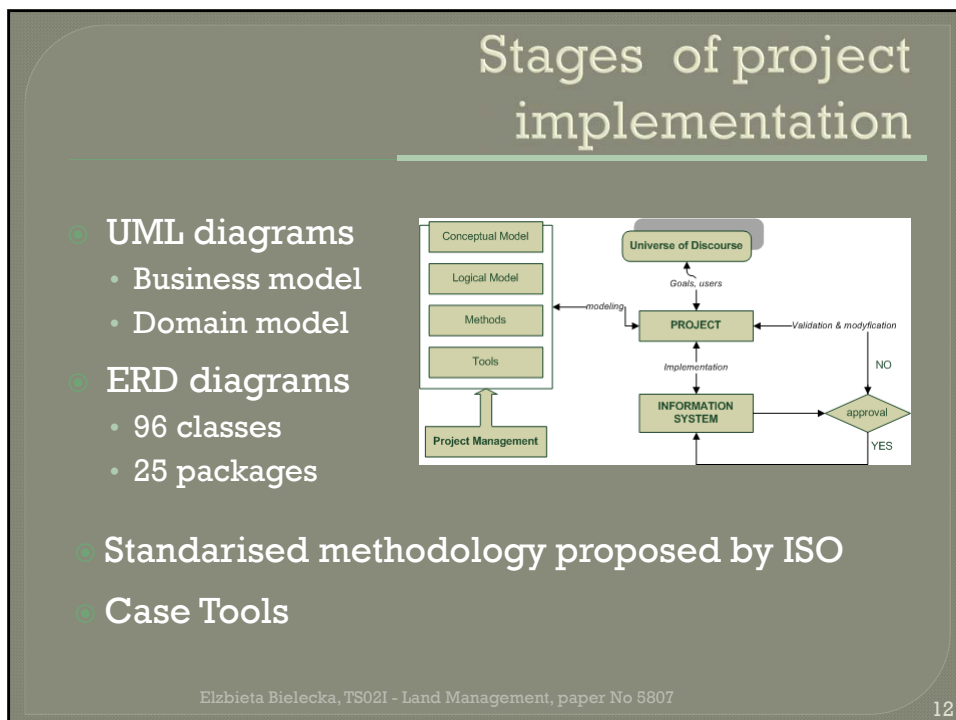 Stages of project
implementation
UML diagrams
Business model
Domain model
ERD diagrams
96 classes
25 packages
Conceptual Model
Logical Model
Methods
Tools
Project Management
modeling
Universe of Discourse
Goals, users
PROJECT
Validation & modyfication
Implementation
NO
INFORMATION
SYSTEM
approval
YES
Standarised methodology proposed by ISO
Case Tools
Elzbieta Bielecka, TS02I - Land Management, paper No 5807
12